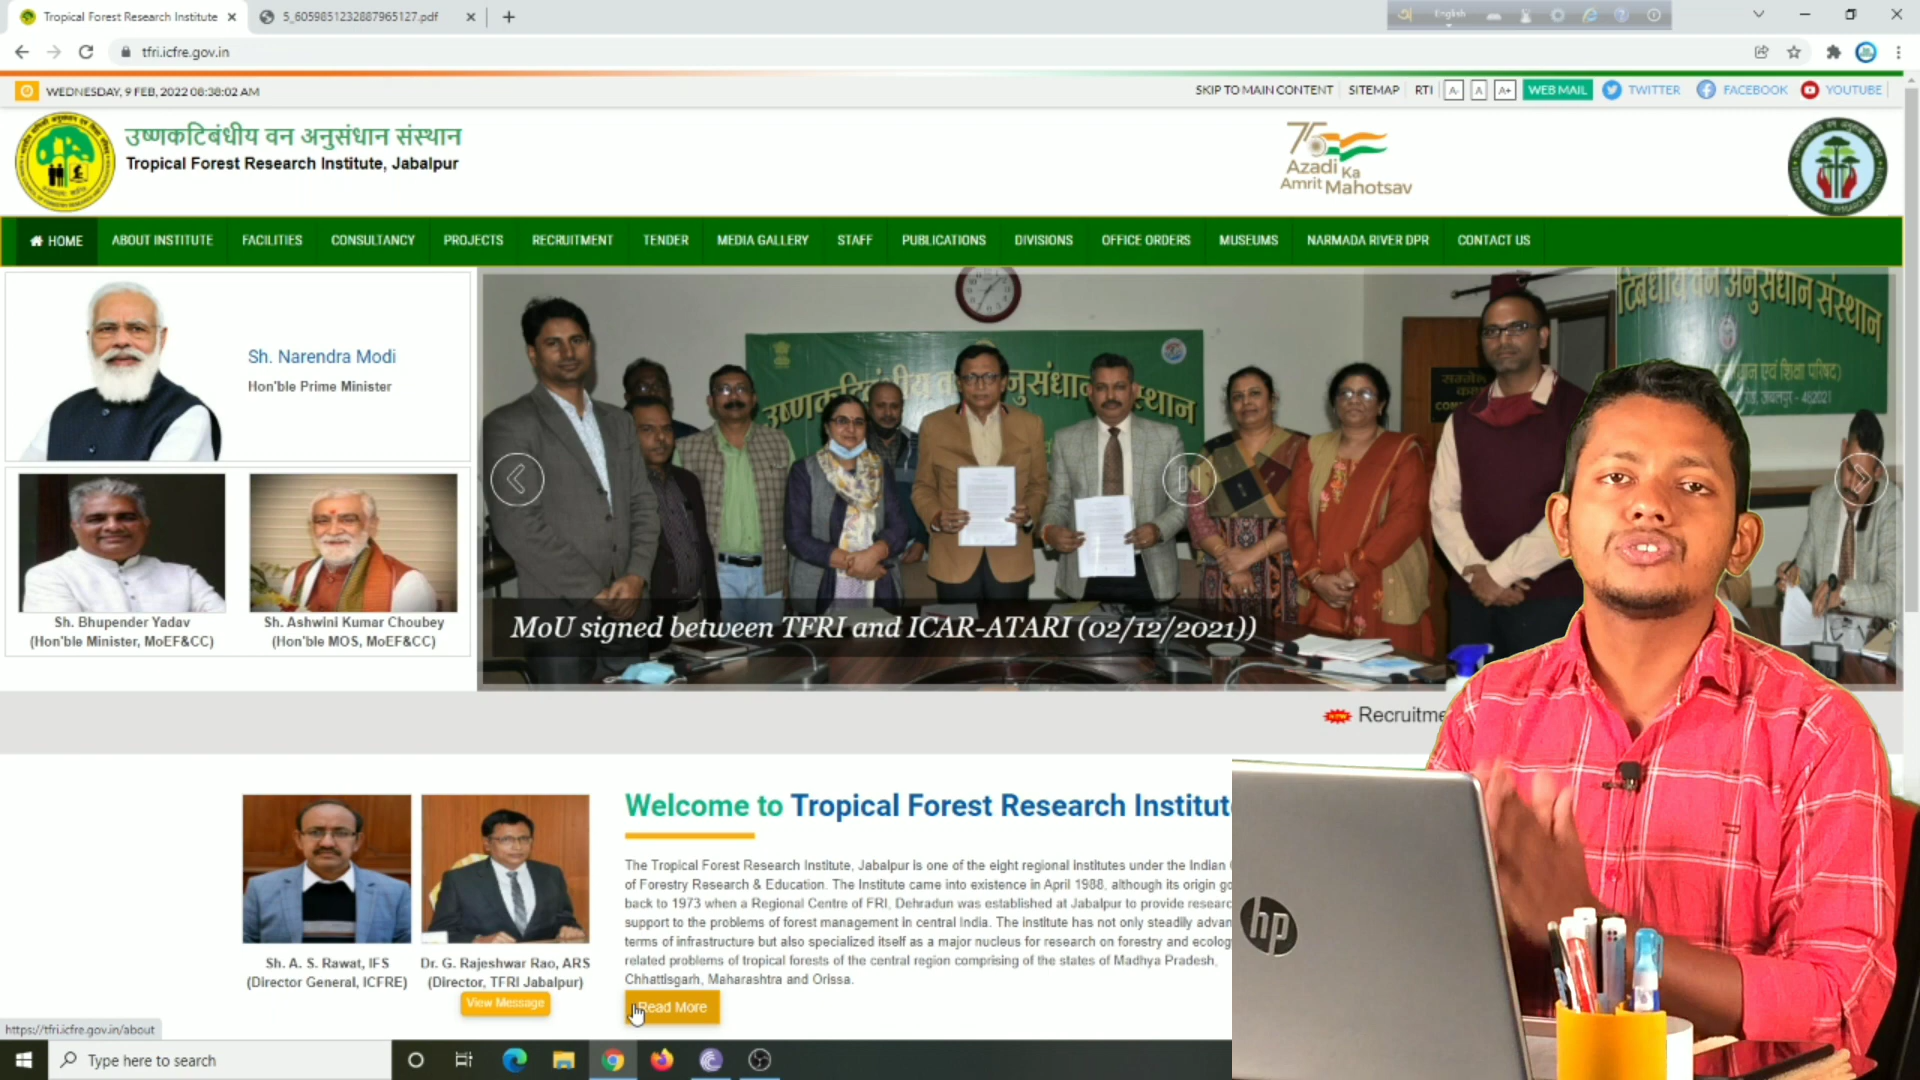 Tropical Forest Research Institute
5_6059851232887965127.pdf
English
tfri.icfre.gov.in
WEDNESDAY, 9 FEB, 2022 08:38:02 AM
SKIP TO MAIN CONTENT
SITEMAP
RTI
A-
A
A+
WEB MAIL
TWITTER
FACEBOOK
YOUTUBE
उष्णकटिबंधीय वन अनुसंधान संस्थान
Tropical Forest Research Institute, Jabalpur
75
Azadi Ka
Amrit Mahotsav
HOME
ABOUT INSTITUTE
FACILITIES
CONSULTANCY
PROJECTS
RECRUITMENT
TENDER
MEDIA GALLERY
STAFF
PUBLICATIONS
DIVISIONS
OFFICE ORDERS
MUSEUMS
NARMADA RIVER DPR
CONTACT US
Sh. Narendra Modi
Hon'ble Prime Minister
Sh. Bhupender Yadav
(Hon'ble Minister, MoEF&CC)
Sh. Ashwini Kumar Choubey
(Hon'ble MOS, MoEF&CC)
वन अनुसंधान संस्थान
MoU signed between TFRI and ICAR-ATARI (02/12/2021))
Recruitme
Sh. A. S. Rawat, IFS
(Director General, ICFRE)
Dr. G. Rajeshwar Rao, ARS
(Director, TFRI Jabalpur)
View Message
Welcome to Tropical Forest Research Institut
The Tropical Forest Research Institute, Jabalpur is one of the eight regional institutes under the Indian
of Forestry Research & Education. The Institute came into existence in April 1988, although its origin go
back to 1973 when a Regional Centre of FRI, Dehradun was established at Jabalpur to provide researc
support to the problems of forest management in central India. The institute has not only steadily advan
terms of infrastructure but also specialized itself as a major nucleus for research on forestry and ecolog
related problems of tropical forests of the central region comprising of the states of Madhya Pradesh,
Chhattisgarh, Maharashtra and Orissa.
Read More
https://tfri.icfre.gov.in/about
Type here to search
hp